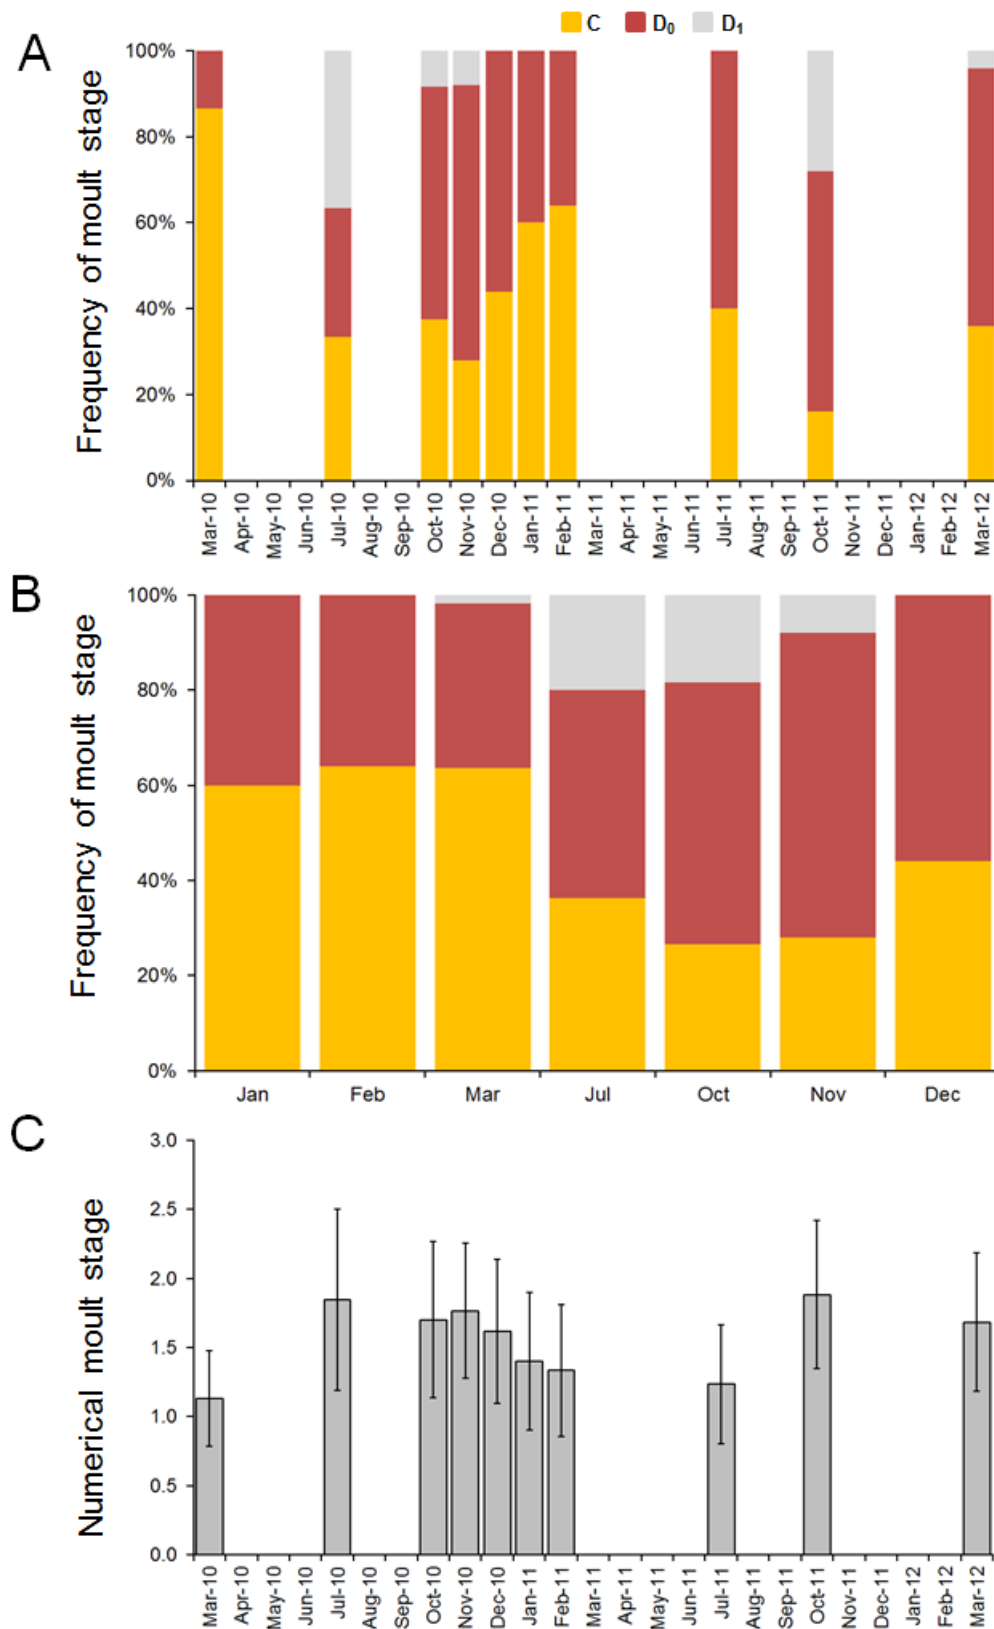 C D₀ D₁
A
Frequency of moult stage
100%
80%
60%
40%
20%
0%
Mar-10 Apr-10 May-10 Jun-10 Jul-10 Aug-10 Sep-10 Oct-10 Nov-10 Dec-10 Jan-11 Feb-11 Mar-11 Apr-11 May-11 Jun-11 Jul-11 Aug-11 Sep-11 Oct-11 Nov-11 Dec-11 Jan-12 Feb-12 Mar-12
B
Frequency of moult stage
100%
80%
60%
40%
20%
0%
Jan Feb Mar Jul Oct Nov Dec
C
Numerical moult stage
3.0
2.5
2.0
1.5
1.0
0.5
0.0
Mar-10 Apr-10 May-10 Jun-10 Jul-10 Aug-10 Sep-10 Oct-10 Nov-10 Dec-10 Jan-11 Feb-11 Mar-11 Apr-11 May-11 Jun-11 Jul-11 Aug-11 Sep-11 Oct-11 Nov-11 Dec-11 Jan-12 Feb-12 Mar-12